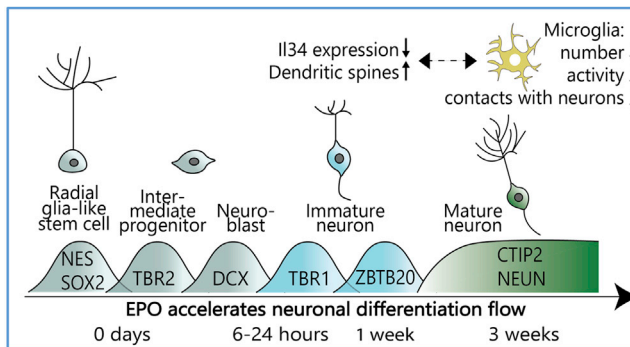 Il34 expression↓
Dendritic spines↑
Microglia:
number
activity
contacts with neurons
Radial
glia-like
stem cell
Inter-
mediate
progenitor
Neuro-
blast
Immature
neuron
Mature
neuron
NES
SOX2
TBR2
DCX
TBR1
ZBTB20
CTIP2
NEUN
EPO accelerates neuronal differentiation flow
0 days
6-24 hours
1 week
3 weeks